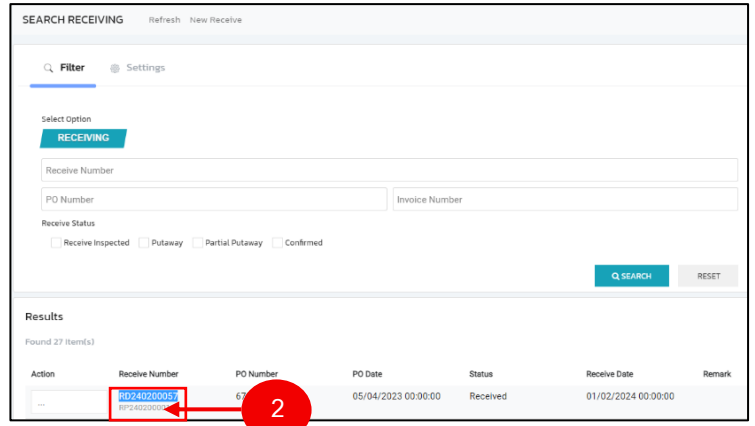 SEARCH RECEIVING Refresh New Receive
Filter Settings
Select Option
RECEIVING
Receive Number
PO Number Invoice Number
Receive Status
Receive Inspected Putaway Partial Putaway Confirmed
SEARCH RESET
Results
Found 27 Item(s)
Action Receive Number PO Number PO Date Status Receive Date Remark
... RD240200057 67 05/04/2023 00:00:00 Received 01/02/2024 00:00:00
2